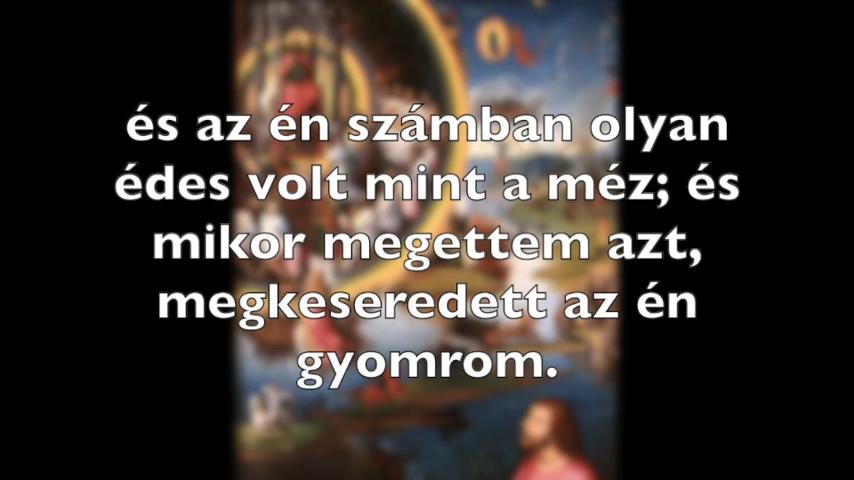 és az én számban olyan
édes volt mint a méz; és
mikor megettem azt,
megkeseredett az én
gyomrom.